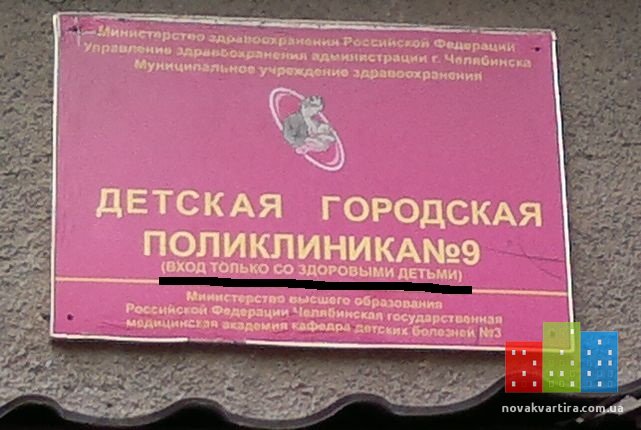 Министерство здравоохранения Российской Федерации
Управление здравоохранения администрации г. Челябинска
Муниципальное учреждение здравоохранения
ДЕТСКАЯ ГОРОДСКАЯ
ПОЛИКЛИНИКА№9
(ВХОД ТОЛЬКО СО ЗДОРОВЫМИ ДЕТЬМИ)
Министерство высшего образования
Российской Федерации Челябинская государственная
медицинская академия кафедра детских болезней №3
novakvartira.com.ua